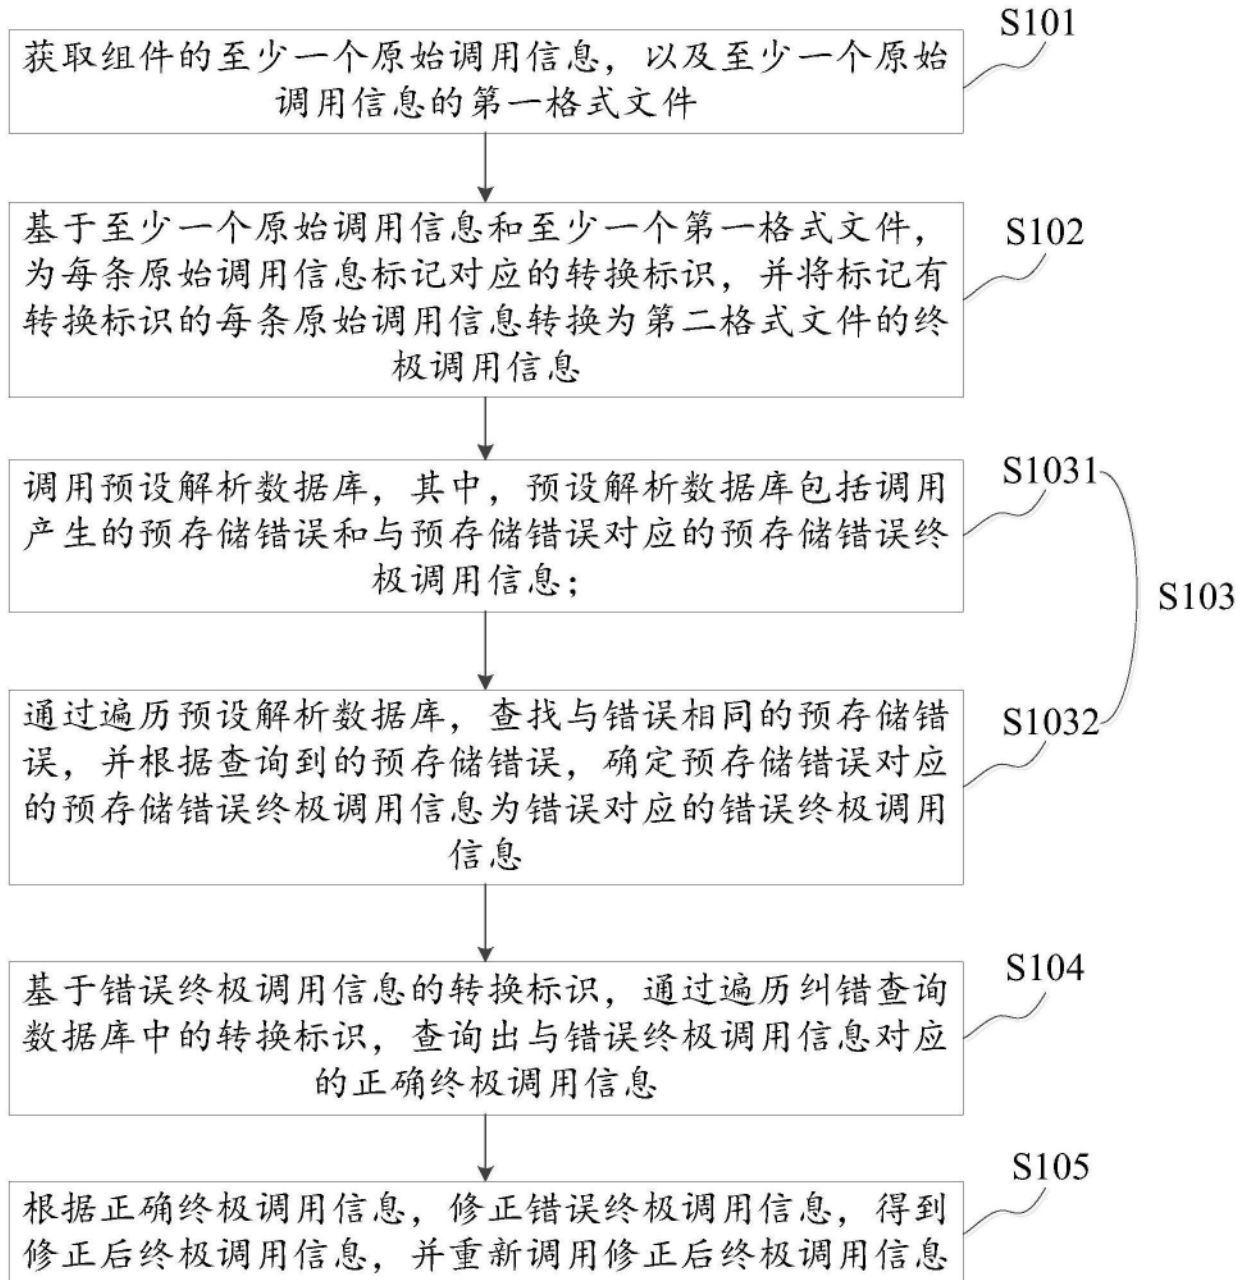 S101
获取组件的至少一个原始调用信息，以及至少一个原始
调用信息的第一格式文件
S102
基于至少一个原始调用信息和至少一个第一格式文件，
为每条原始调用信息标记对应的转换标识，并将标记有
转换标识的每条原始调用信息转换为第二格式文件的终
极调用信息
S1031
调用预设解析数据库，其中，预设解析数据库包括调用
产生的预存储错误和与预存储错误对应的预存储错误终
极调用信息；
S103
S1032
通过遍历预设解析数据库，查找与错误相同的预存储错
误，并根据查询到的预存储错误，确定预存储错误对应
的预存储错误终极调用信息为错误对应的错误终极调用
信息
S104
基于错误终极调用信息的转换标识，通过遍历纠错查询
数据库中的转换标识，查询出与错误终极调用信息对应
的正确终极调用信息
S105
根据正确终极调用信息，修正错误终极调用信息，得到
修正后终极调用信息，并重新调用修正后终极调用信息